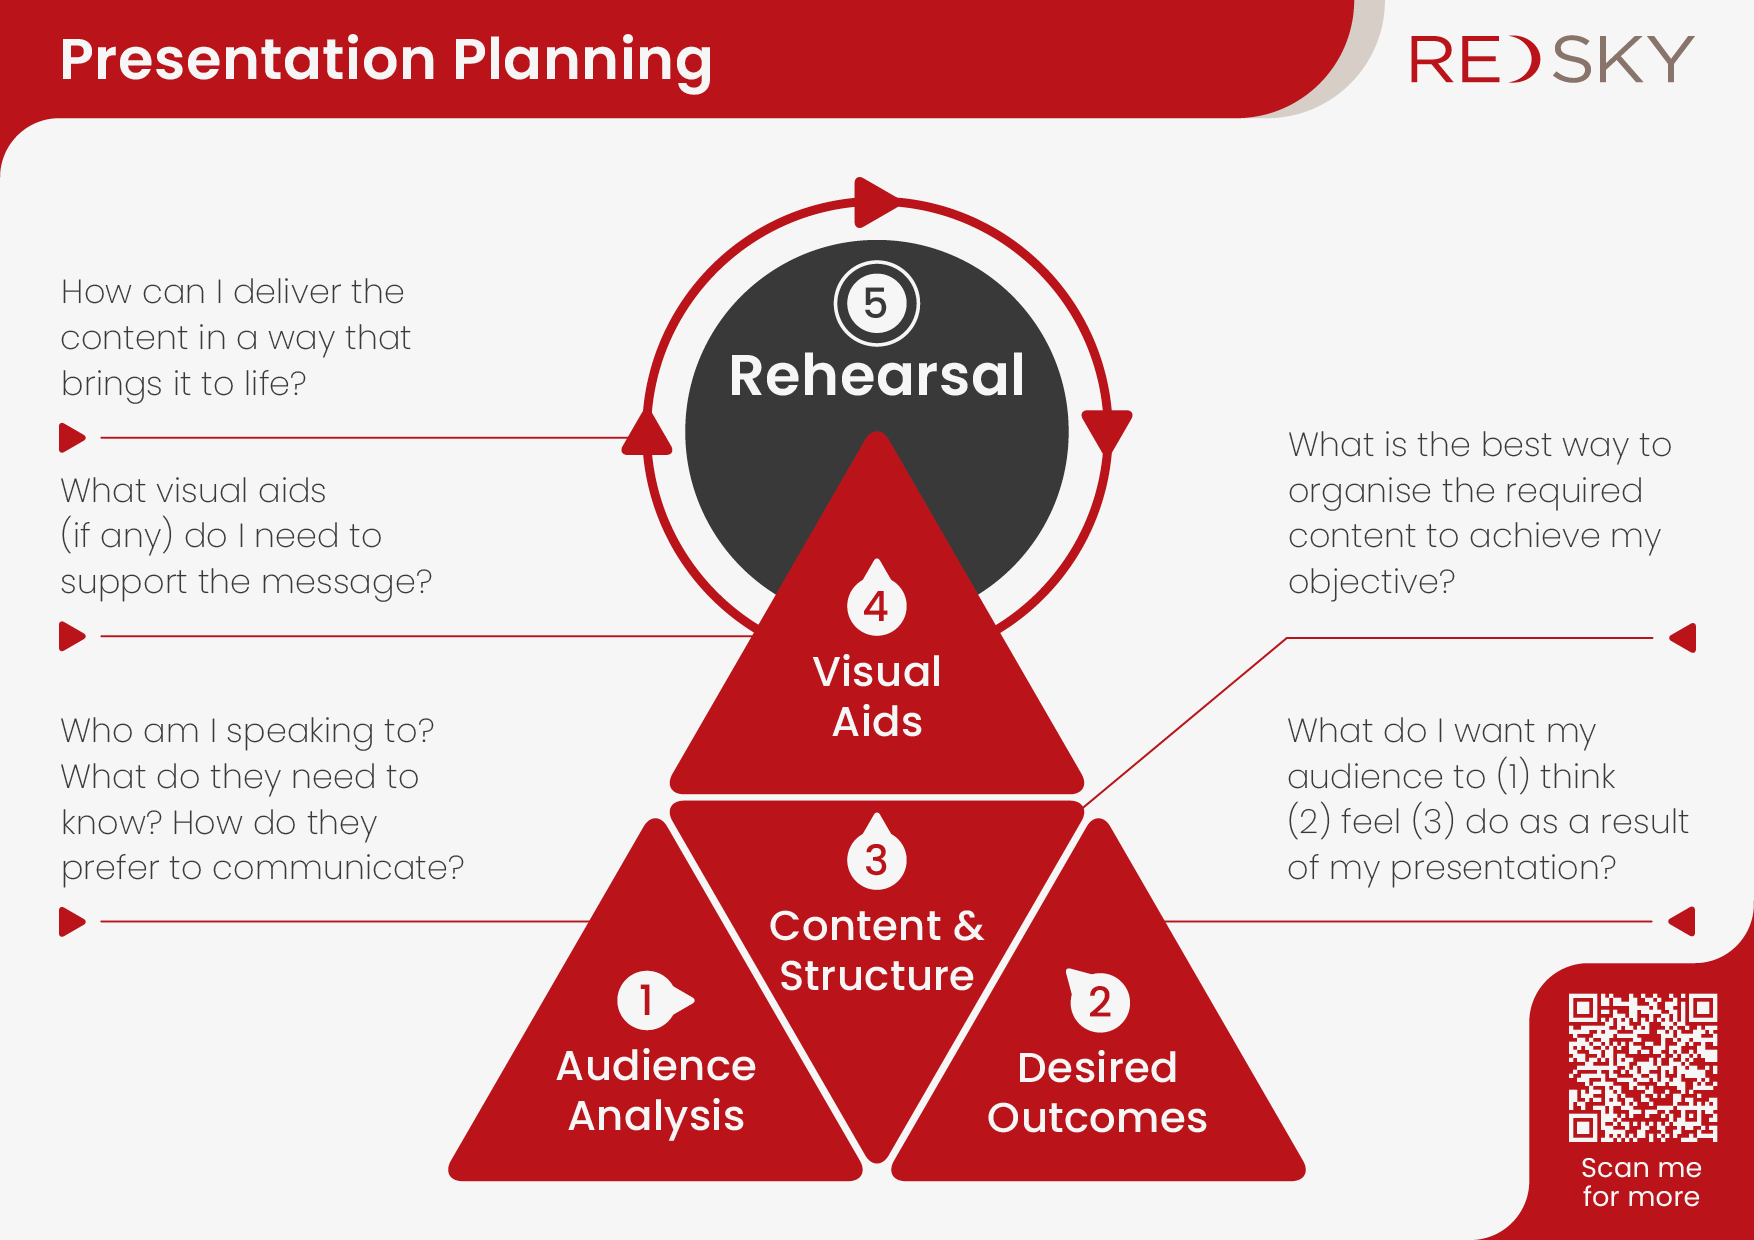 Presentation Planning
REDSKY
How can I deliver the
content in a way that
brings it to life?
What visual aids
(if any) do I need to
support the message?
Who am I speaking to?
What do they need to
know? How do they
prefer to communicate?
5
Rehearsal
4
Visual
Aids
3
Content &
Structure
1
Audience
Analysis
2
Desired
Outcomes
What is the best way to
organise the required
content to achieve my
objective?
What do I want my
audience to (1) think
(2) feel (3) do as a result
of my presentation?
Scan me
for more